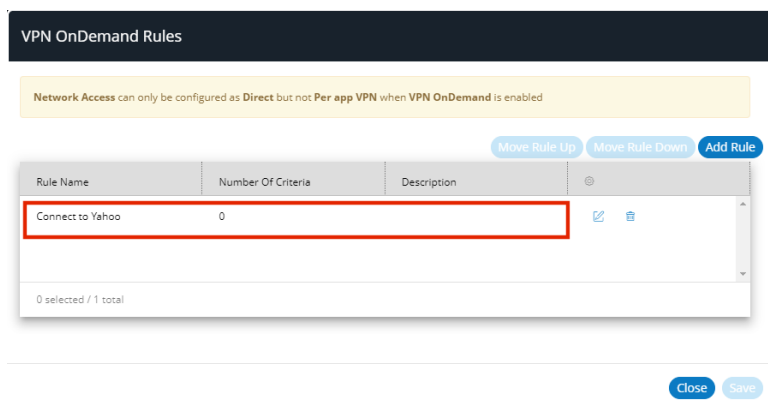 VPN OnDemand Rules
Network Access can only be configured as Direct but not Per app VPN when VPN OnDemand is enabled
Move Rule Up Move Rule Down Add Rule
Rule Name Number Of Criteria Description
Connect to Yahoo 0
0 selected / 1 total
Close Save